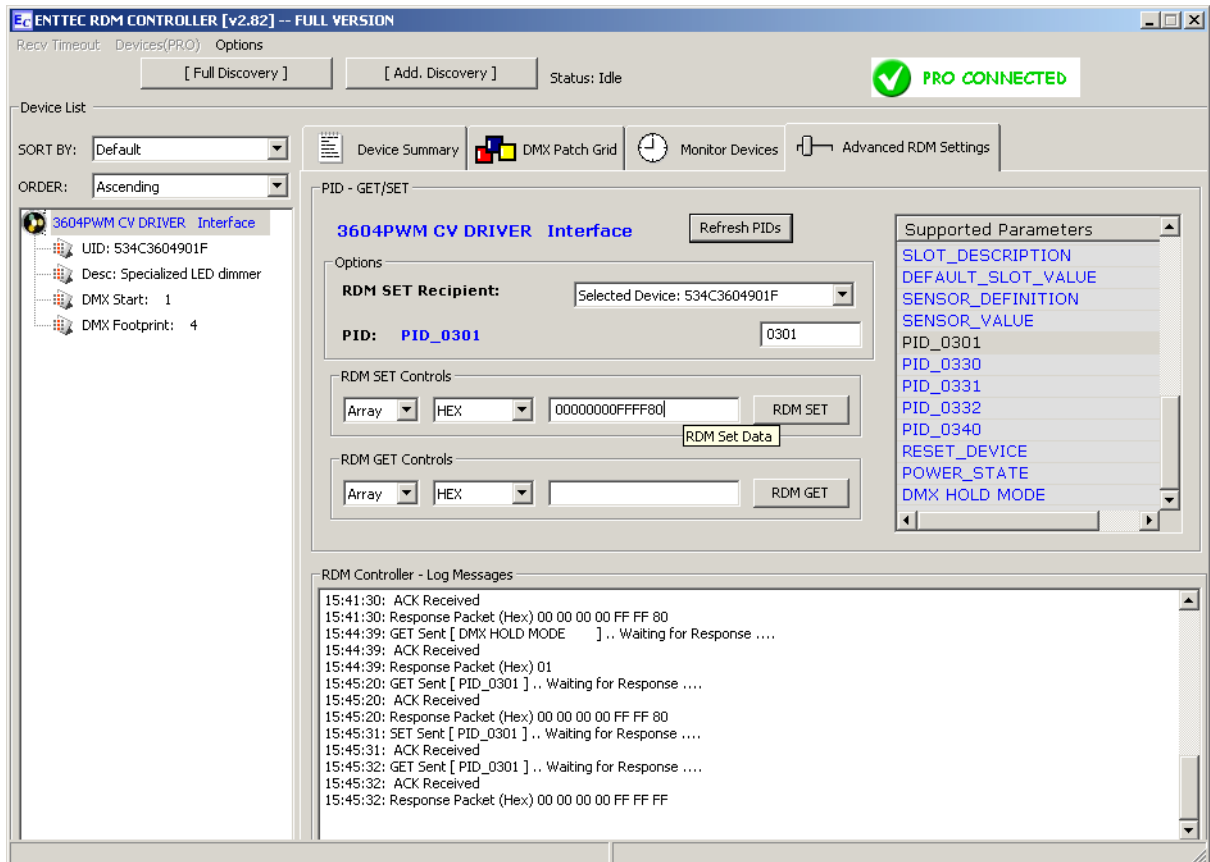 EC ENTTEC RDM CONTROLLER [v2.82] -- FULL VERSION
Recv Timeout Devices(PRO) Options
[ Full Discovery ] [ Add. Discovery ] Status: Idle PRO CONNECTED
Device List
SORT BY: Default
ORDER: Ascending
3604PWM CV DRIVER Interface
UID: 534C3604901F
Desc: Specialized LED dimmer
DMX Start: 1
DMX Footprint: 4
Device Summary DMX Patch Grid Monitor Devices Advanced RDM Settings
PID - GET/SET
3604PWM CV DRIVER Interface Refresh PIDs
Options
RDM SET Recipient: Selected Device: 534C3604901F
PID: PID_0301 0301
RDM SET Controls
Array HEX 00000000FFFF80 RDM SET
RDM Set Data
RDM GET Controls
Array HEX RDM GET
Supported Parameters
SLOT_DESCRIPTION
DEFAULT_SLOT_VALUE
SENSOR_DEFINITION
SENSOR_VALUE
PID_0301
PID_0330
PID_0331
PID_0332
PID_0340
RESET_DEVICE
POWER_STATE
DMX HOLD MODE
RDM Controller - Log Messages
15:41:30: ACK Received
15:41:30: Response Packet (Hex) 00 00 00 00 FF FF 80
15:44:39: GET Sent [ DMX HOLD MODE ] .. Waiting for Response ....
15:44:39: ACK Received
15:44:39: Response Packet (Hex) 01
15:45:20: GET Sent [ PID_0301 ] .. Waiting for Response ....
15:45:20: ACK Received
15:45:20: Response Packet (Hex) 00 00 00 00 FF FF 80
15:45:31: SET Sent [ PID_0301 ] .. Waiting for Response ....
15:45:31: ACK Received
15:45:32: GET Sent [ PID_0301 ] .. Waiting for Response ....
15:45:32: ACK Received
15:45:32: Response Packet (Hex) 00 00 00 00 FF FF FF